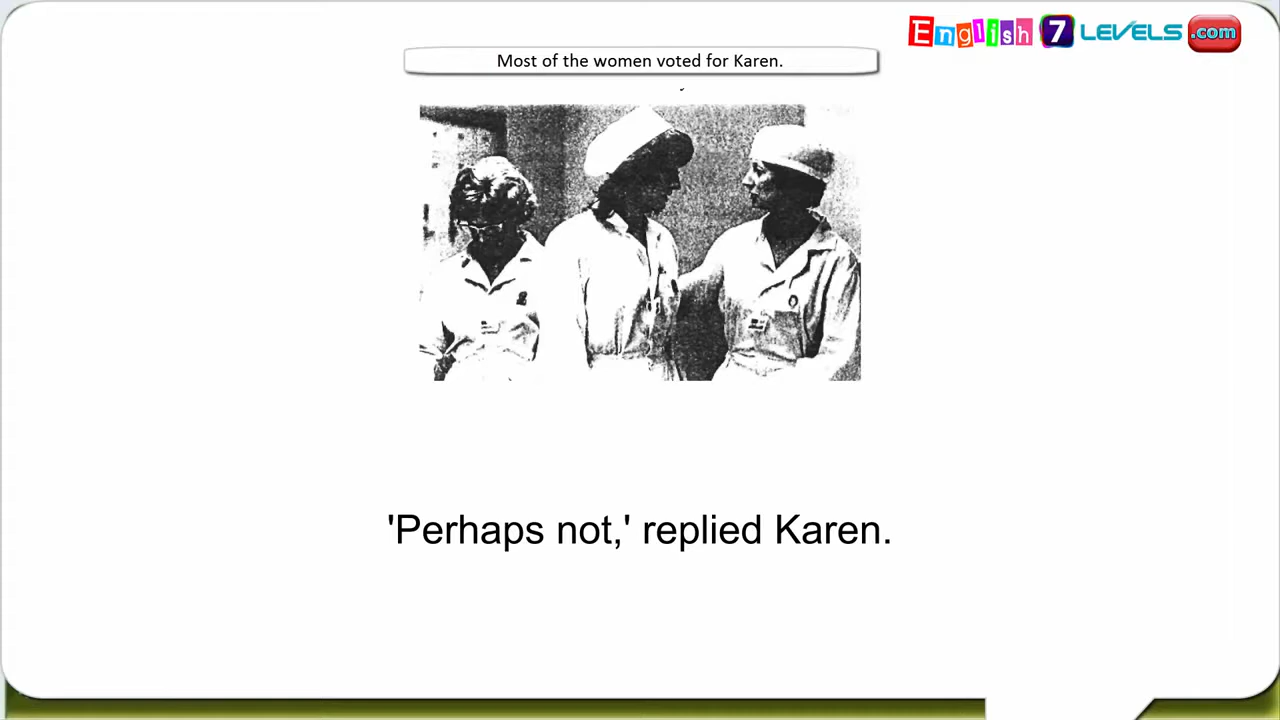 English 7 LEVELS .com
Most of the women voted for Karen.
'Perhaps not,' replied Karen.